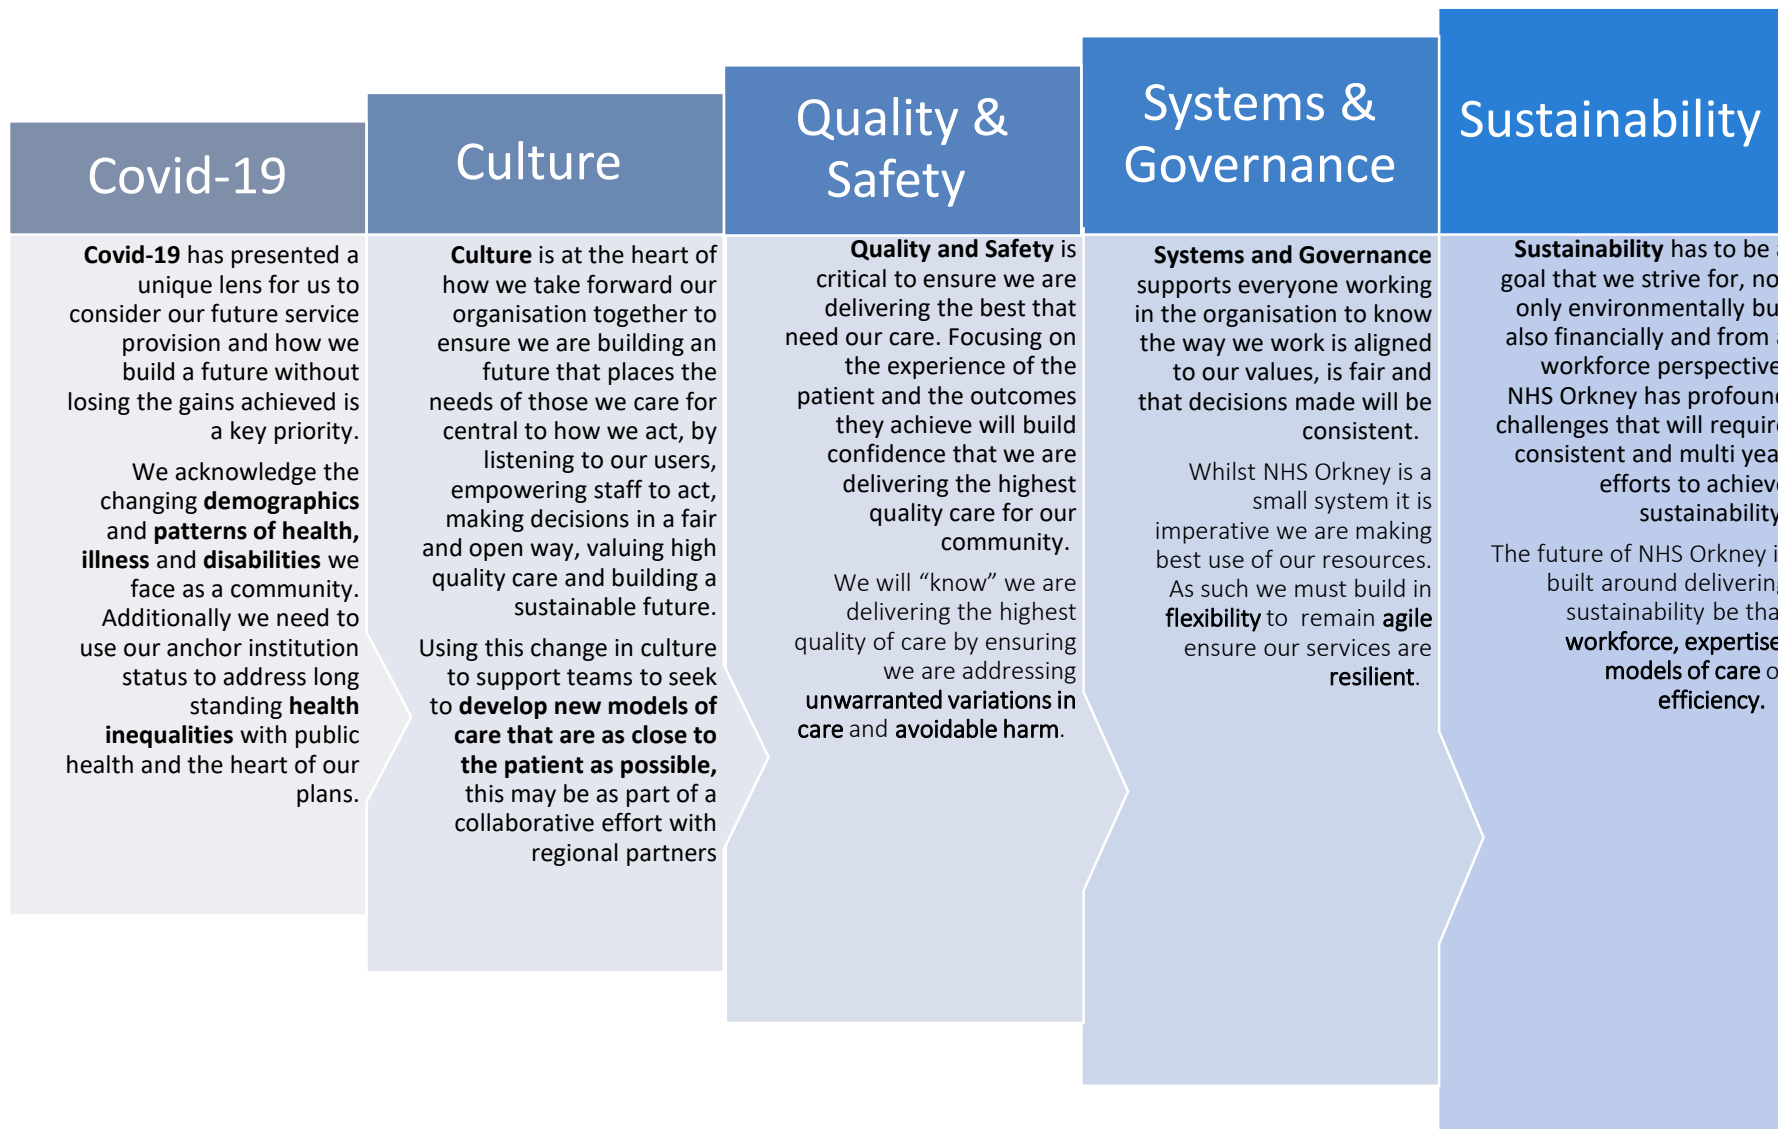 Covid-19
Covid-19 has presented a
unique lens for us to
consider our future service
provision and how we
build a future without
losing the gains achieved is
a key priority.
We acknowledge the
changing demographics
and patterns of health,
illness and disabilities we
face as a community.
Additionally we need to
use our anchor institution
status to address long
standing health
inequalities with public
health and the heart of our
plans.
Culture
Culture is at the heart of
how we take forward our
organisation together to
ensure we are building an
future that places the
needs of those we care for
central to how we act, by
listening to our users,
empowering staff to act,
making decisions in a fair
and open way, valuing high
quality care and building a
sustainable future.
Using this change in culture
to support teams to seek
to develop new models of
care that are as close to
the patient as possible,
this may be as part of a
collaborative effort with
regional partners
Quality &
Safety
Quality and Safety is
critical to ensure we are
delivering the best that
need our care. Focusing on
the experience of the
patient and the outcomes
they achieve will build
confidence that we are
delivering the highest
quality care for our
community.
We will “know” we are
delivering the highest
quality of care by ensuring
we are addressing
unwarranted variations in
care and avoidable harm.
Systems &
Governance
Systems and Governance
supports everyone working
in the organisation to know
the way we work is aligned
to our values, is fair and
that decisions made will be
consistent.
Whilst NHS Orkney is a
small system it is
imperative we are making
best use of our resources.
As such we must build in
flexibility to remain agile
ensure our services are
resilient.
Sustainability
Sustainability has to be a
goal that we strive for, no
only environmentally bu
also financially and from a
workforce perspective
NHS Orkney has profound
challenges that will require
consistent and multi yea
efforts to achieve
sustainability
The future of NHS Orkney i
built around delivering
sustainability be tha
workforce, expertise
models of care o
efficiency.